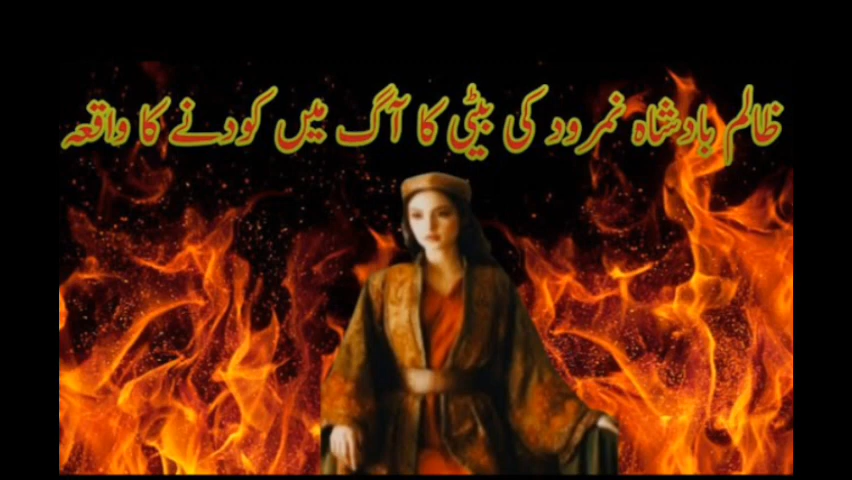 ظالم بادشاہ نمرود کی بیٹی کا آگ میں کودنے کا واقعہ